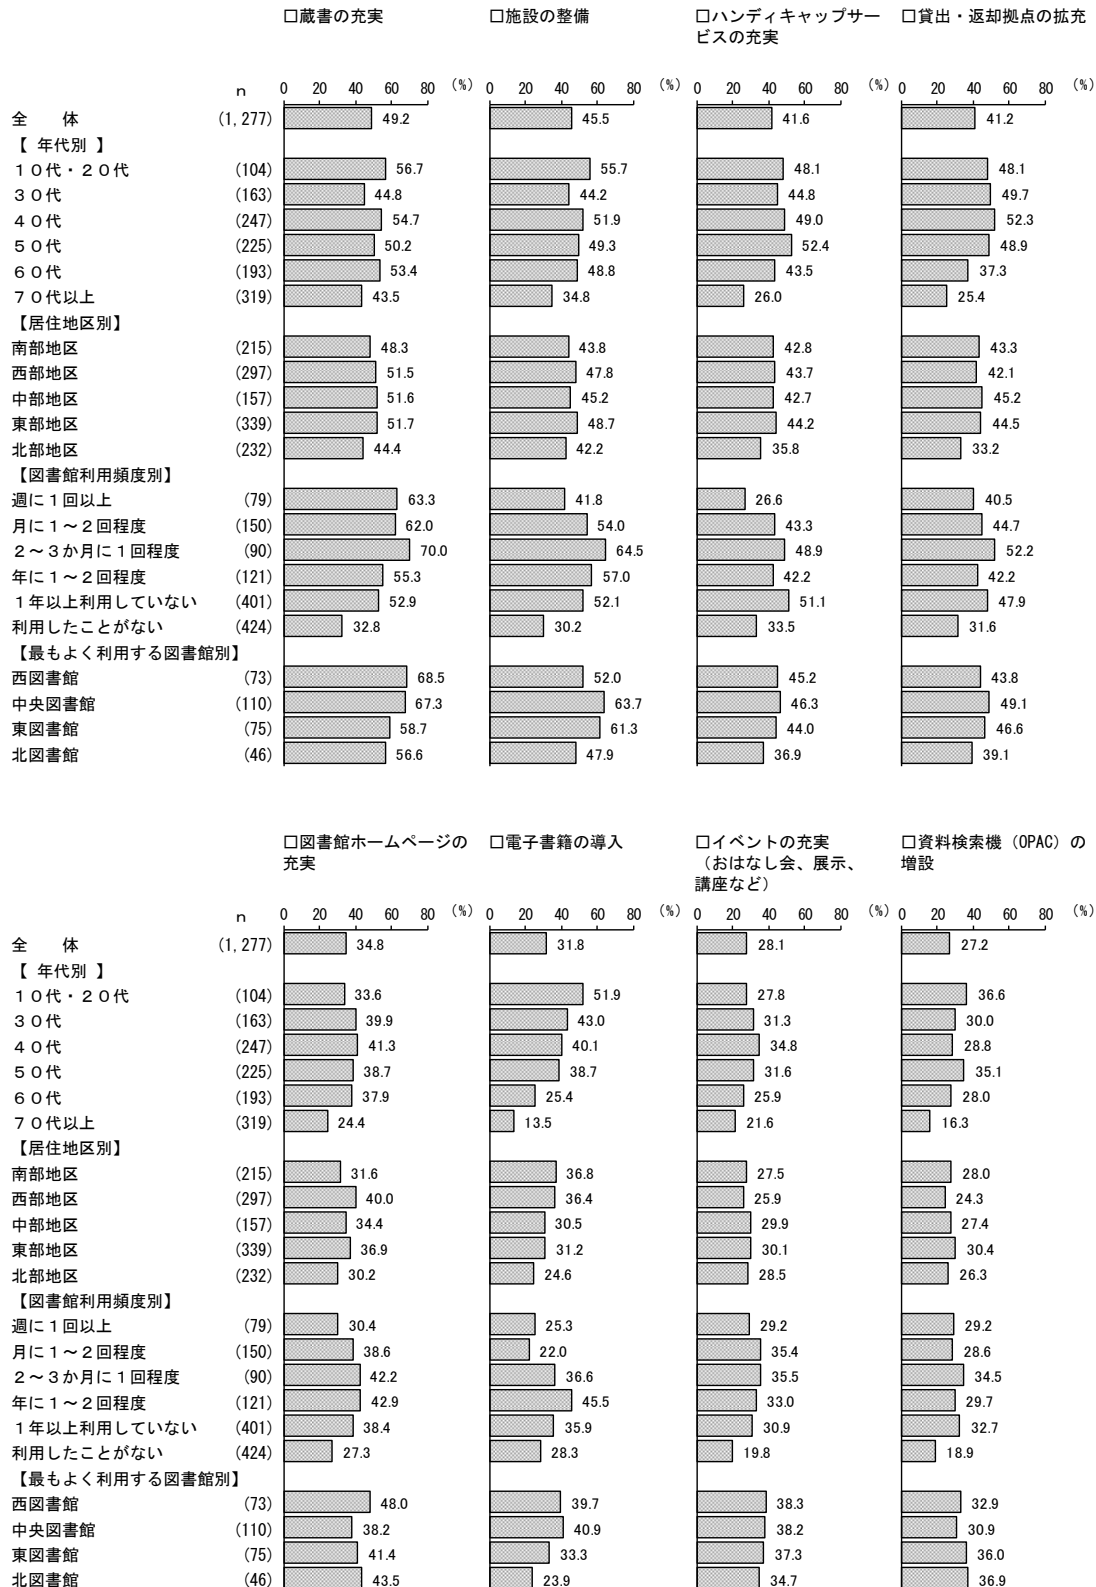 □蔵書の充実 □施設の整備 □ハンディキャップサー □貸出・返却拠点の拡充
ビスの充実
n 0 20 40 60 80 (%) 0 20 40 60 80 (%) 0 20 40 60 80 (%) 0 20 40 60 80 (%)
全 体 (1,277) 49.2 45.5 41.6 41.2
【 年代別 】
10代・20代 (104) 56.7 55.7 48.1 48.1
30代 (163) 44.8 44.2 44.8 49.7
40代 (247) 54.7 51.9 49.0 52.3
50代 (225) 50.2 49.3 52.4 48.9
60代 (193) 53.4 48.8 43.5 37.3
70代以上 (319) 43.5 34.8 26.0 25.4
【居住地区別】
南部地区 (215) 48.3 43.8 42.8 43.3
西部地区 (297) 51.5 47.8 43.7 42.1
中部地区 (157) 51.6 45.2 42.7 45.2
東部地区 (339) 51.7 48.7 44.2 44.5
北部地区 (232) 44.4 42.2 35.8 33.2
【図書館利用頻度別】
週に1回以上 (79) 63.3 41.8 26.6 40.5
月に1～2回程度 (150) 62.0 54.0 43.3 44.7
2～3か月に1回程度 (90) 70.0 64.5 48.9 52.2
年に1～2回程度 (121) 55.3 57.0 42.2 42.2
1年以上利用していない (401) 52.9 52.1 51.1 47.9
利用したことがない (424) 32.8 30.2 33.5 31.6
【最もよく利用する図書館別】
西図書館 (73) 68.5 52.0 45.2 43.8
中央図書館 (110) 67.3 63.7 46.3 49.1
東図書館 (75) 58.7 61.3 44.0 46.6
北図書館 (46) 56.6 47.9 36.9 39.1
□図書館ホームページの □電子書籍の導入 □イベントの充実 □資料検索機（OPAC）の
充実 （おはなし会、展示、 増設
講座など）
n 0 20 40 60 80 (%) 0 20 40 60 80 (%) 0 20 40 60 80 (%) 0 20 40 60 80 (%)
全 体 (1,277) 34.8 31.8 28.1 27.2
【 年代別 】
10代・20代 (104) 33.6 51.9 27.8 36.6
30代 (163) 39.9 43.0 31.3 30.0
40代 (247) 41.3 40.1 34.8 28.8
50代 (225) 38.7 38.7 31.6 35.1
60代 (193) 37.9 25.4 25.9 28.0
70代以上 (319) 24.4 13.5 21.6 16.3
【居住地区別】
南部地区 (215) 31.6 36.8 27.5 28.0
西部地区 (297) 40.0 36.4 25.9 24.3
中部地区 (157) 34.4 30.5 29.9 27.4
東部地区 (339) 36.9 31.2 30.1 30.4
北部地区 (232) 30.2 24.6 28.5 26.3
【図書館利用頻度別】
週に1回以上 (79) 30.4 25.3 29.2 29.2
月に1～2回程度 (150) 38.6 22.0 35.4 28.6
2～3か月に1回程度 (90) 42.2 36.6 35.5 34.5
年に1～2回程度 (121) 42.9 45.5 33.0 29.7
1年以上利用していない (401) 38.4 35.9 30.9 32.7
利用したことがない (424) 27.3 28.3 19.8 18.9
【最もよく利用する図書館別】
西図書館 (73) 48.0 39.7 38.3 32.9
中央図書館 (110) 38.2 40.9 38.2 30.9
東図書館 (75) 41.4 33.3 37.3 36.0
北図書館 (46) 43.5 23.9 34.7 36.9